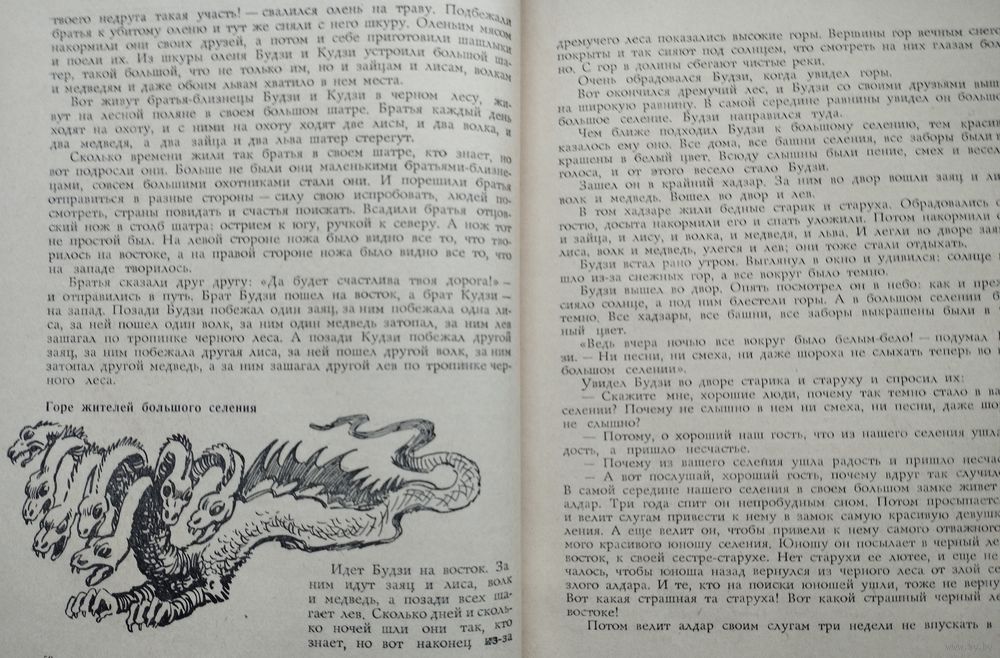 твоего недруга такая участь! — свалился олень на траву. Подбежали
братья к убитому оленю и тут же сняли с него шкуру. Оленьим мясом
накормили они своих друзей, а потом и себе приготовили шашлыки
и поели их. Из шкуры оленя Будзи и Кудзи устроили большой ша-
тер, такой большой, что не только им, но и зайцам и лисам, волкам
и медведям и даже обоим львам хватило в нем места.
Вот живут братья-близнецы Будзи и Кудзи в черном лесу, жи-
вут на лесной поляне в своем большом шатре. Братья каждый день
ходят на охоту, и с ними на охоту ходят две лисы, и два волка, и
два медведя, а два зайца и два льва шатер стерегут.
Сколько времени жили так братья в своем шатре, кто знает, но
вот подросли они. Больше не были они маленькими братьями-близне-
цами, совсем большими охотниками стали они. И порешили братья
отправиться в разные стороны — силу свою испробовать, людей по-
смотреть, страны повидать и счастья поискать. Всадили братья отцов-
ский нож в столб шатра: острием к югу, ручкой к северу. А нож тот
не простой был. На левой стороне ножа было видно все то, что тво-
рилось на востоке, а на правой стороне ножа было видно все то, что
на западе творилось.
Братья сказали друг другу: «Да будет счастлива твоя дорога!» —
и отправились в путь. Брат Будзи пошел на восток, а брат Кудзи —
на запад. Позади Будзи побежал один заяц, за ним побежала одна ли-
са, за ней пошел один волк, за ним один медведь затопал, за ним лев
зашагал по тропинке черного леса. А позади Кудзи побежал другой
заяц, за ним побежала другая лиса, за ней пошел другой волк, за ним
затопал другой медведь, а за ним зашагал другой лев по тропинке чер-
ного леса.
Горе жителей большого селения
Идет Будзи на восток. За
ним идут заяц и лиса, волк
и медведь, а позади всех ша-
гает лев. Сколько дней и сколь-
ко ночей шли они так, кто
знает, но вот наконец из-за
дремучего леса показались высокие горы. Вершины гор вечным снего
покрыты и так сияют под солнцем, что смотреть на них глазам бол
но. С гор в долины сбегают чистые реки.
Очень обрадовался Будзи, когда увидел горы.
Вот окончился дремучий лес, и Будзи со своими друзьями выш
на широкую равнину. В самой середине равнины увидел он больш
большое селение. Будзи направился туда.
Чем ближе подходил Будзи к большому селению, тем красив
казалось ему оно. Все дома, все башни селения, все заборы были
крашены в белый цвет. Всюду слышны были пение, смех и весел
голоса, и от этого весело стало Будзи.
Зашел он в крайний хадзар. За ним во двор вошли заяц и ли
волк и медведь. Вошел во двор и лев.
В том хадзаре жили бедные старик и старуха. Обрадовались
гостю, досыта накормили его и спать уложили. Потом накормили
и зайца, и лису, и волка, и медведя, и льва. И легли во дворе заяц
лиса, волк и медведь, улегся и лев; они тоже стали отдыхать.
Будзи встал рано утром. Выглянул в окно и удивился: солнце
шло из-за снежных гор, а все вокруг было темно.
Будзи вышел во двор. Опять посмотрел он в небо: как и преж
сияло солнце, а под ним блестели горы. А в большом селении б
темно. Все хадзары, все башни, все заборы выкрашены были в
ный цвет.
«Ведь вчера ночью все вокруг было белым-бело! — подумал
зи. — Ни песни, ни смеха, ни даже шороха не слыхать теперь во
большом селении».
Увидел Будзи во дворе старика и старуху и спросил их:
— Скажите мне, хорошие люди, почему так темно стало в ва
селении? Почему не слышно в нем ни смеха, ни песни, даже шо
не слышно?
— Потому, о хороший наш гость, что из нашего селения ушла
дость, а пришло несчастье.
— Почему из вашего селения ушла радость и пришло несчас
— А вот послушай, хороший гость, почему вдруг так случил
В самой середине нашего селения в своем большом замке живет
алдар. Три года спит он непробудным сном. Потом просыпаетс
и велит слугам привести к нему в замок самую красивую девушк
ления. А еще велит он, чтобы привели к нему самого отважного
мого красивого юношу селения. Юношу он посылает в черный ле
восток, к своей сестре-старухе. Нет старухи ее лютее, и еще не
чалось, чтобы юноша назад вернулся из черного леса от злой се
злого алдара. И те, кто на поиски юношей ушли, тоже не верну
Вот какая страшная та старуха! Вот какой страшный черный ле
востоке!
Потом велит алдар своим слугам три недели не впускать в